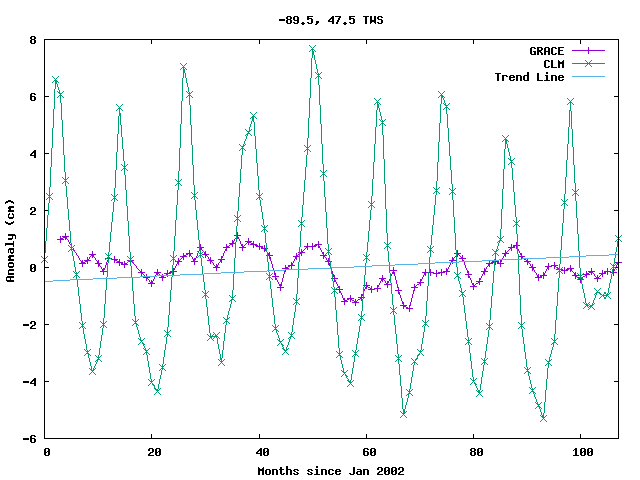 -89.5, 47.5 TWS
GRACE
CLM
Trend Line
Anomaly (cm)
8
6
4
2
0
-2
-4
-6
0 20 40 60 80 100
Months since Jan 2002